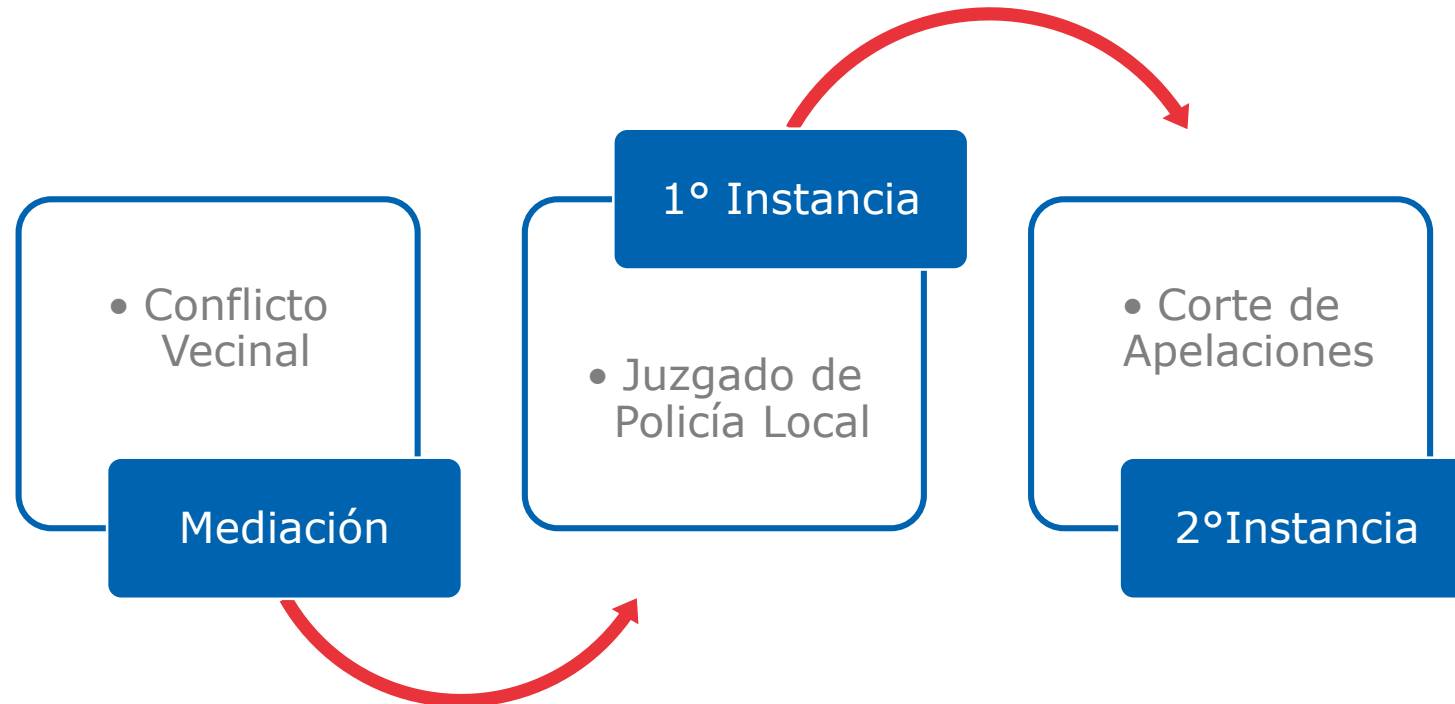 • Conflicto
Vecinal
Mediación
1° Instancia
• Juzgado de
Policía Local
• Corte de
Apelaciones
2°Instancia